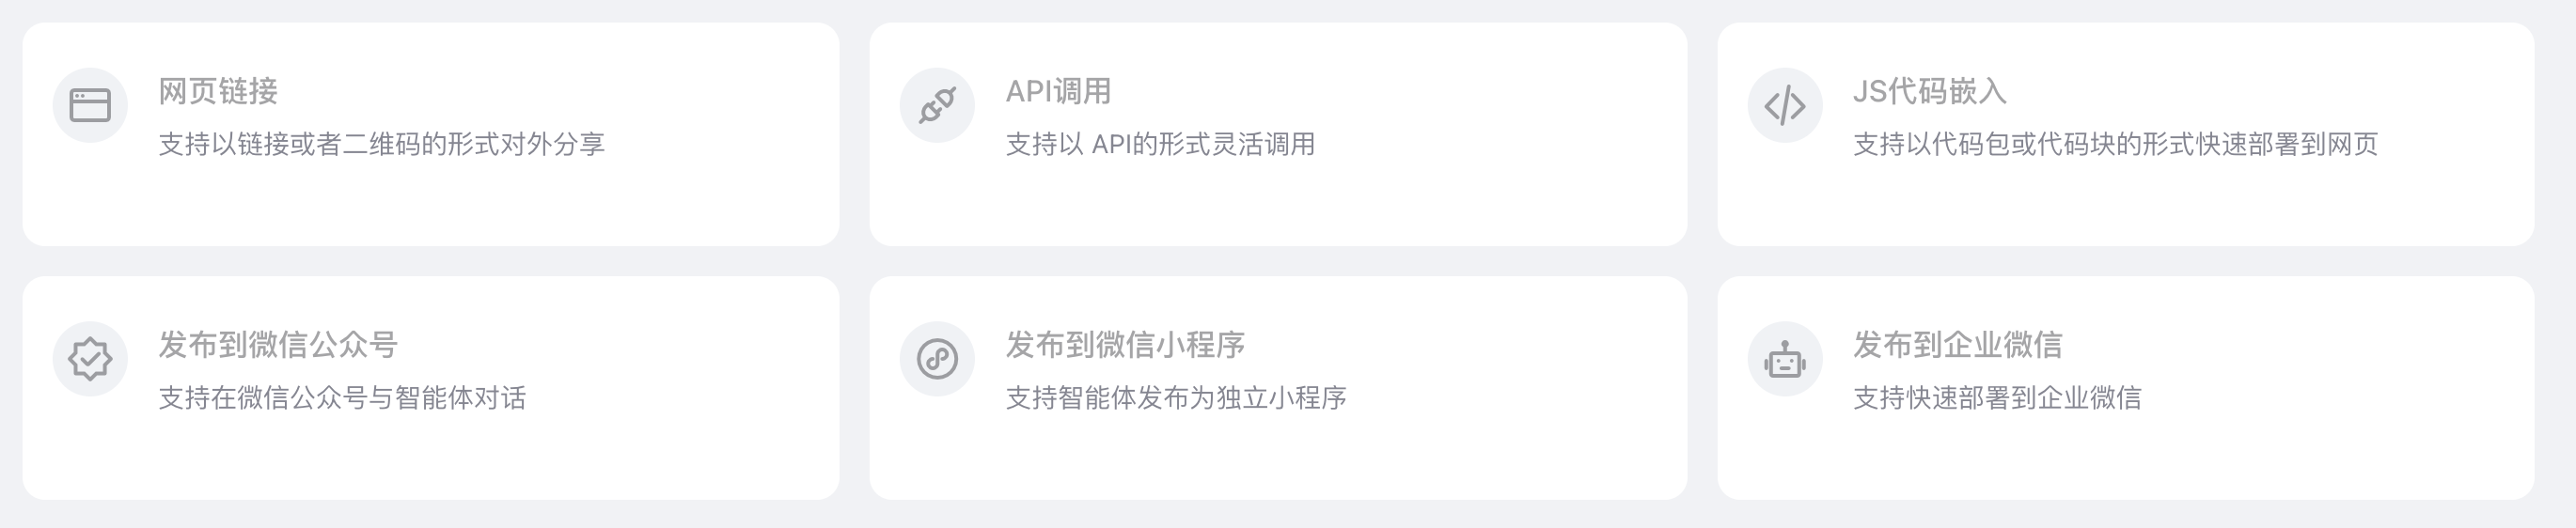 网页链接
支持以链接或者二维码的形式对外分享
API调用
支持以 API的形式灵活调用
JS代码嵌入
支持以代码包或代码块的形式快速部署到网页
发布到微信公众号
支持在微信公众号与智能体对话
发布到微信小程序
支持智能体发布为独立小程序
发布到企业微信
支持快速部署到企业微信